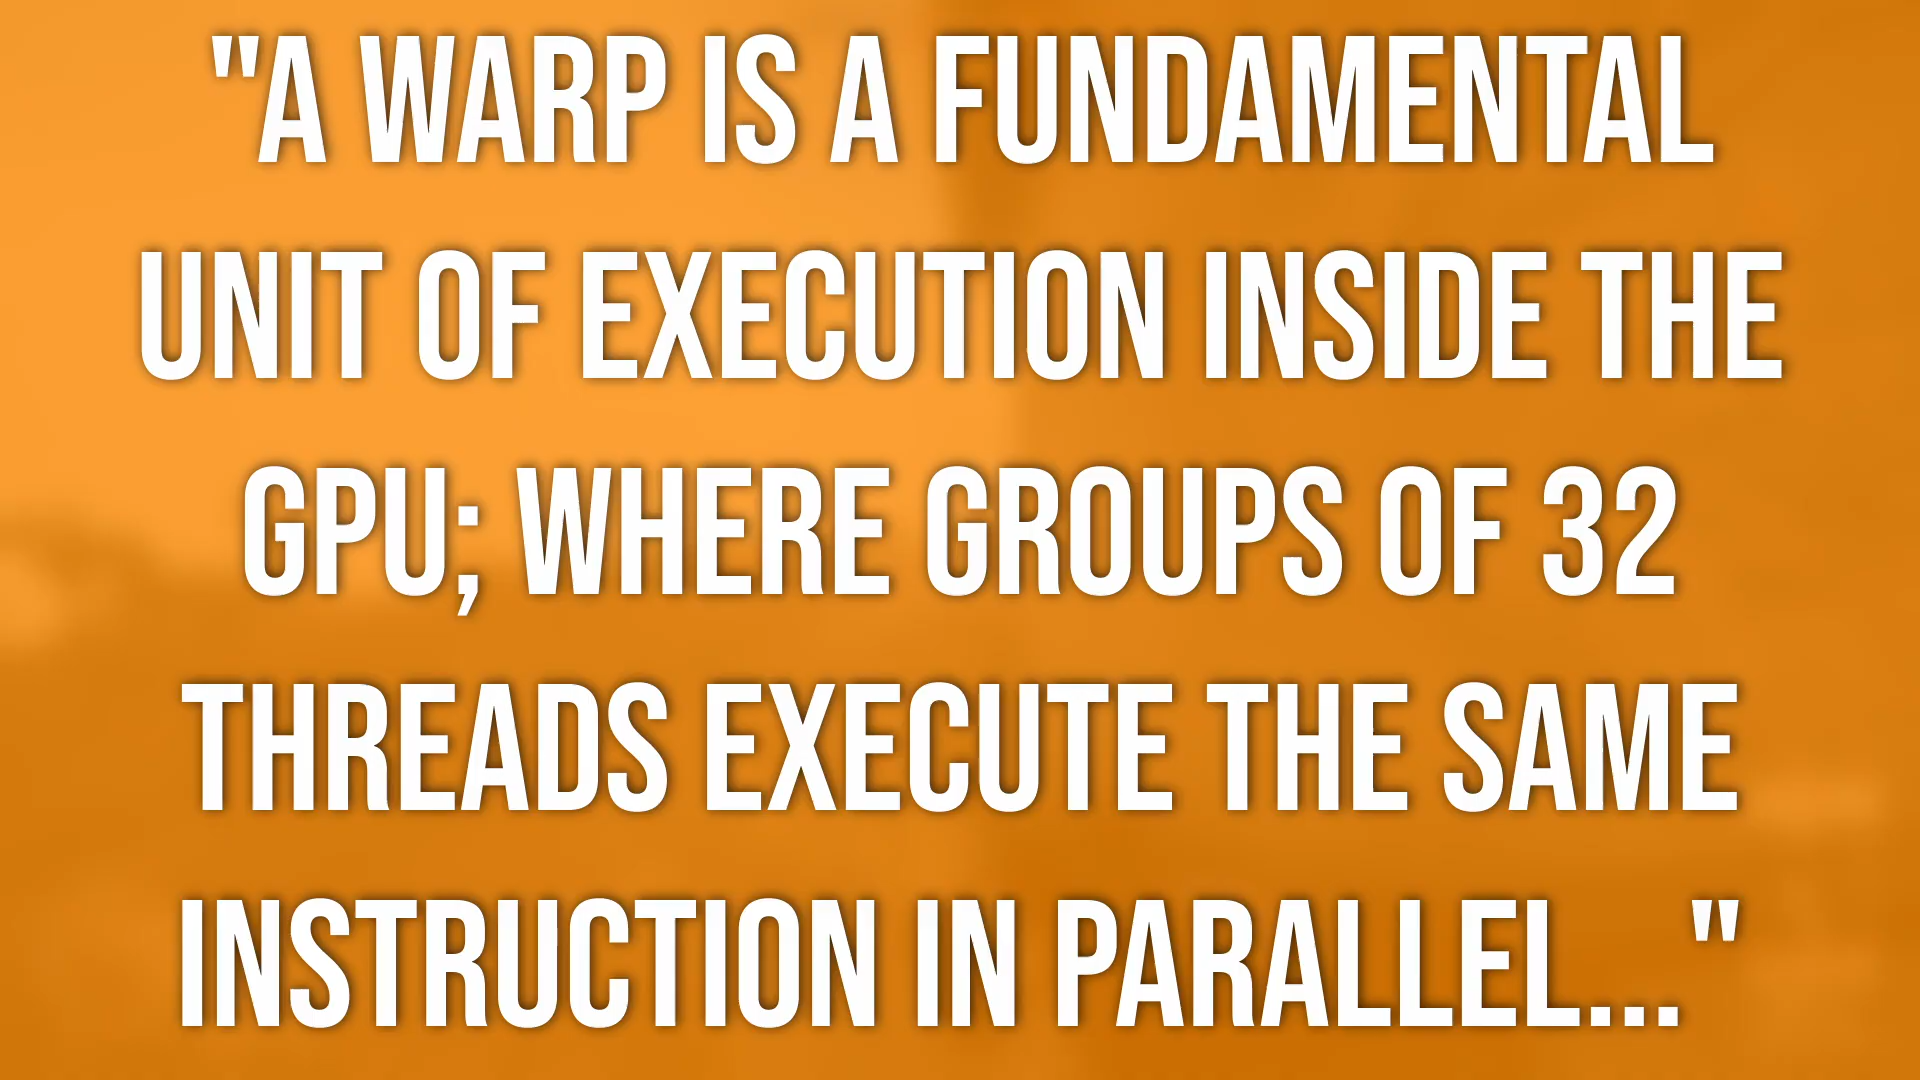 "A WARP IS A FUNDAMENTAL
UNIT OF EXECUTION INSIDE THE
GPU; WHERE GROUPS OF 32
THREADS EXECUTE THE SAME
INSTRUCTION IN PARALLEL..."